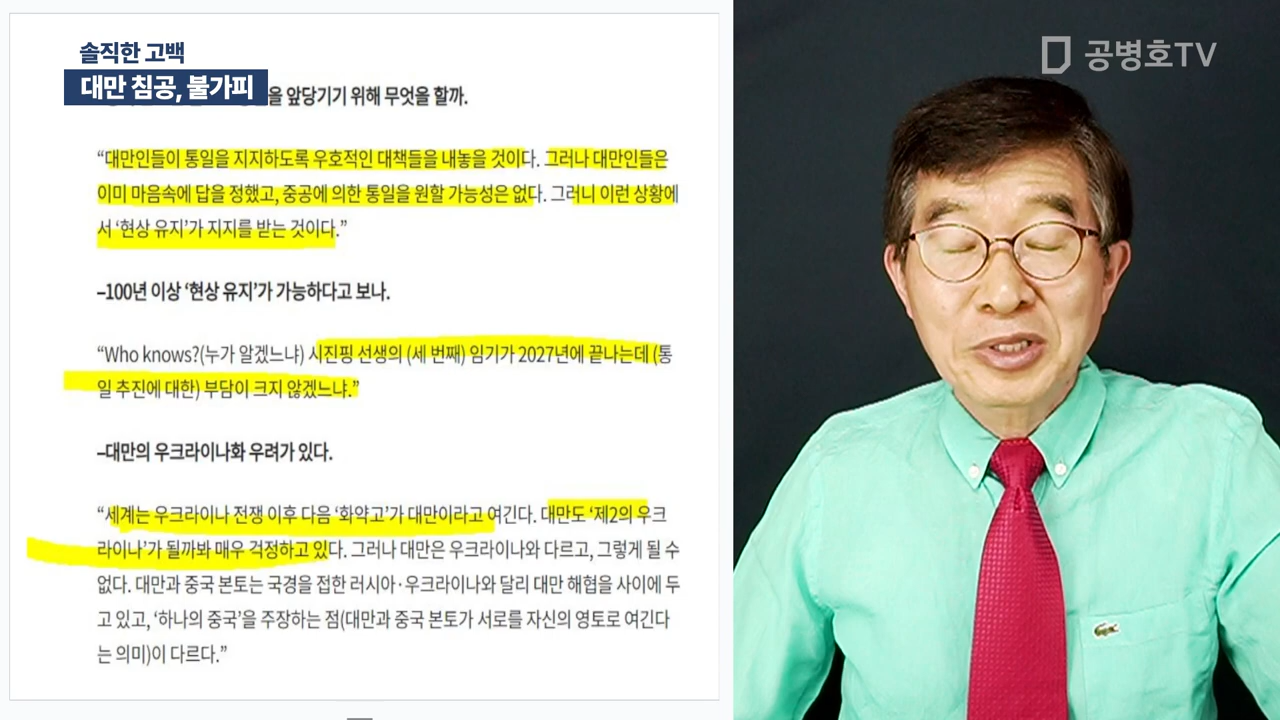 솔직한 고백
대만 침공, 불가피
을 앞당기기 위해 무엇을 할까.
“대만인들이 통일을 지지하도록 우호적인 대책들을 내놓을 것이다. 그러나 대만인들은
이미 마음속에 답을 정했고, 중공에 의한 통일을 원할 가능성은 없다. 그러니 이런 상황에
서 ‘현상 유지’가 지지를 받는 것이다.”
–100년 이상 ‘현상 유지’가 가능하다고 보나.
“Who knows?(누가 알겠느냐) 시진핑 선생의 (세 번째) 임기가 2027년에 끝나는데 (통
일 추진에 대한) 부담이 크지 않겠느냐.”
–대만의 우크라이나화 우려가 있다.
“세계는 우크라이나 전쟁 이후 다음 ‘화약고’가 대만이라고 여긴다. 대만도 ‘제2의 우크
라이나’가 될까봐 매우 걱정하고 있다. 그러나 대만은 우크라이나와 다르고, 그렇게 될 수
없다. 대만과 중국 본토는 국경을 접한 러시아·우크라이나와 달리 대만 해협을 사이에 두
고 있고, ‘하나의 중국’을 주장하는 점(대만과 중국 본토가 서로를 자신의 영토로 여긴다
는 의미)이 다르다.”
공병호TV